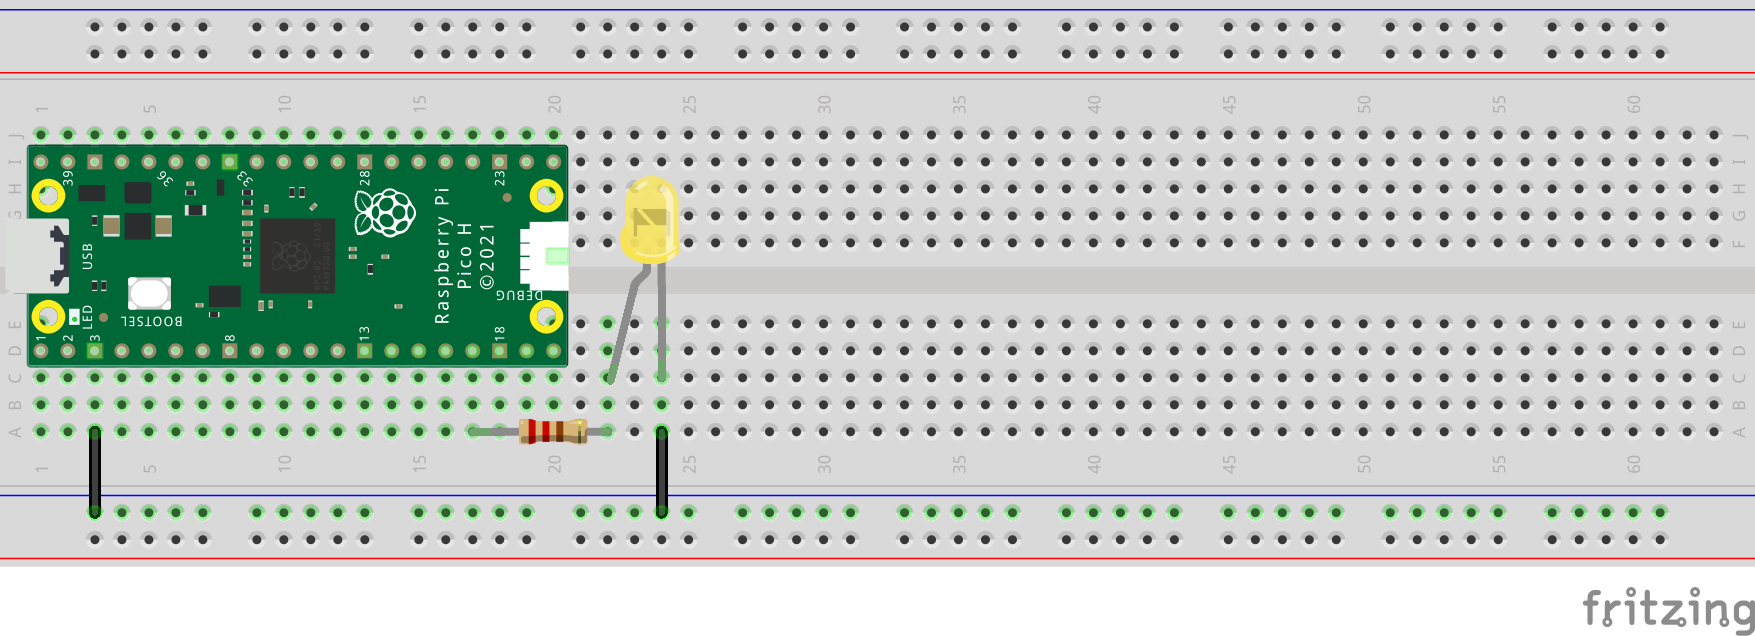 1 5 10 15 20 25 30 35 40 45 50 55 60
J J
I I
H H
G G
F F
39 36 33 28 23
Raspberry Pi
Pico H
©2021
USB
DEBUG
BOOTSEL
LED
1 2 3 8 13 18
E E
D D
C C
B B
A A
1 5 10 15 20 25 30 35 40 45 50 55 60
fritzing